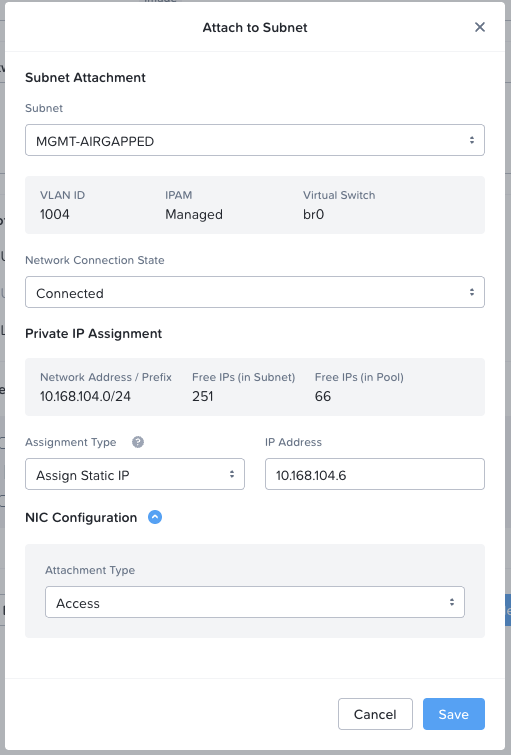 Attach to Subnet
Subnet Attachment
Subnet
MGMT-AIRGAPPED
VLAN ID IPAM Virtual Switch
1004 Managed br0
Network Connection State
Connected
Private IP Assignment
Network Address / Prefix Free IPs (in Subnet) Free IPs (in Pool)
10.168.104.0/24 251 66
Assignment Type ? IP Address
Assign Static IP 10.168.104.6
NIC Configuration
Attachment Type
Access
Cancel Save